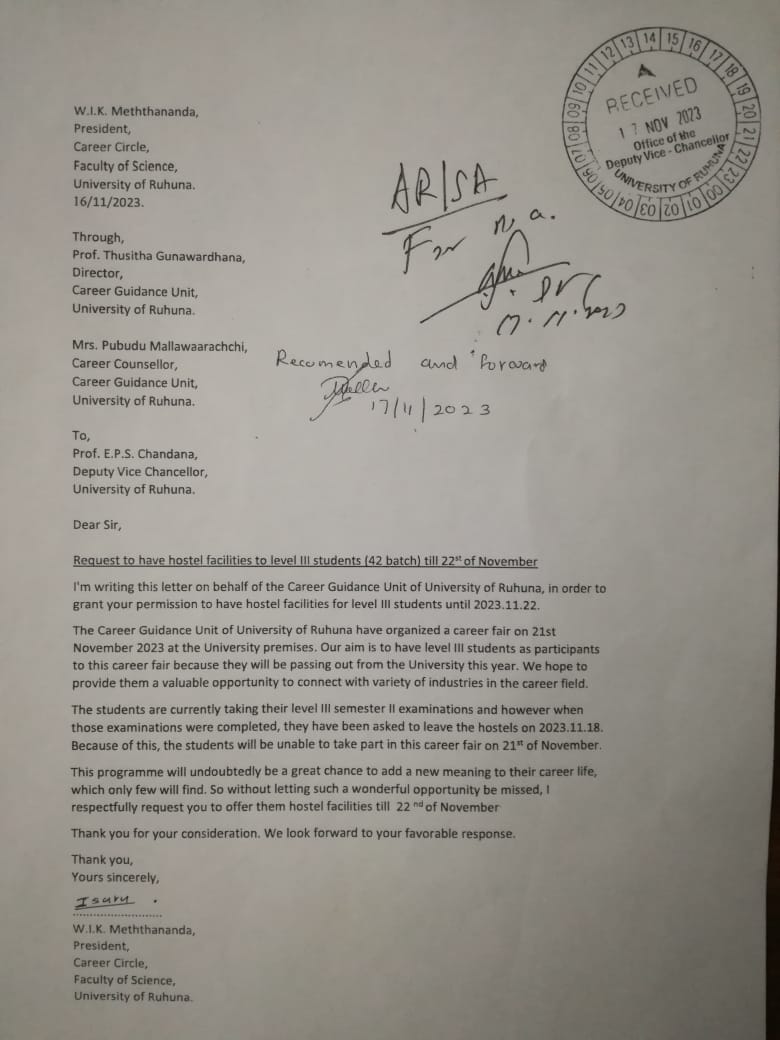 W.I.K. Meththananda,
President,
Career Circle,
Faculty of Science,
University of Ruhuna.
16/11/2023.
00 01 02 03 04 05 06 07 08 09 10 11 12 13 14 15 16 17 18 19 20 21 22 23
RECEIVED
17 NOV 2023
Office of the
Deputy Vice - Chancellor
UNIVERSITY OF RUHUNA
AR/SA
For n.a.
17.11.2023
Through,
Prof. Thusitha Gunawardhana,
Director,
Career Guidance Unit,
University of Ruhuna.
Mrs. Pubudu Mallawaarachchi,
Career Counsellor,
Career Guidance Unit,
University of Ruhuna.
Recomended and forward
17/11/2023
To,
Prof. E.P.S. Chandana,
Deputy Vice Chancellor,
University of Ruhuna.
Dear Sir,
Request to have hostel facilities to level III students (42 batch) till 22st of November
I'm writing this letter on behalf of the Career Guidance Unit of University of Ruhuna, in order to
grant your permission to have hostel facilities for level III students until 2023.11.22.
The Career Guidance Unit of University of Ruhuna have organized a career fair on 21st
November 2023 at the University premises. Our aim is to have level III students as participants
to this career fair because they will be passing out from the University this year. We hope to
provide them a valuable opportunity to connect with variety of industries in the career field.
The students are currently taking their level III semester II examinations and however when
those examinations were completed, they have been asked to leave the hostels on 2023.11.18.
Because of this, the students will be unable to take part in this career fair on 21st of November.
This programme will undoubtedly be a great chance to add a new meaning to their career life,
which only few will find. So without letting such a wonderful opportunity be missed, I
respectfully request you to offer them hostel facilities till 22 nd of November
Thank you for your consideration. We look forward to your favorable response.
Thank you,
Yours sincerely,
Isuru
W.I.K. Meththananda,
President,
Career Circle,
Faculty of Science,
University of Ruhuna.